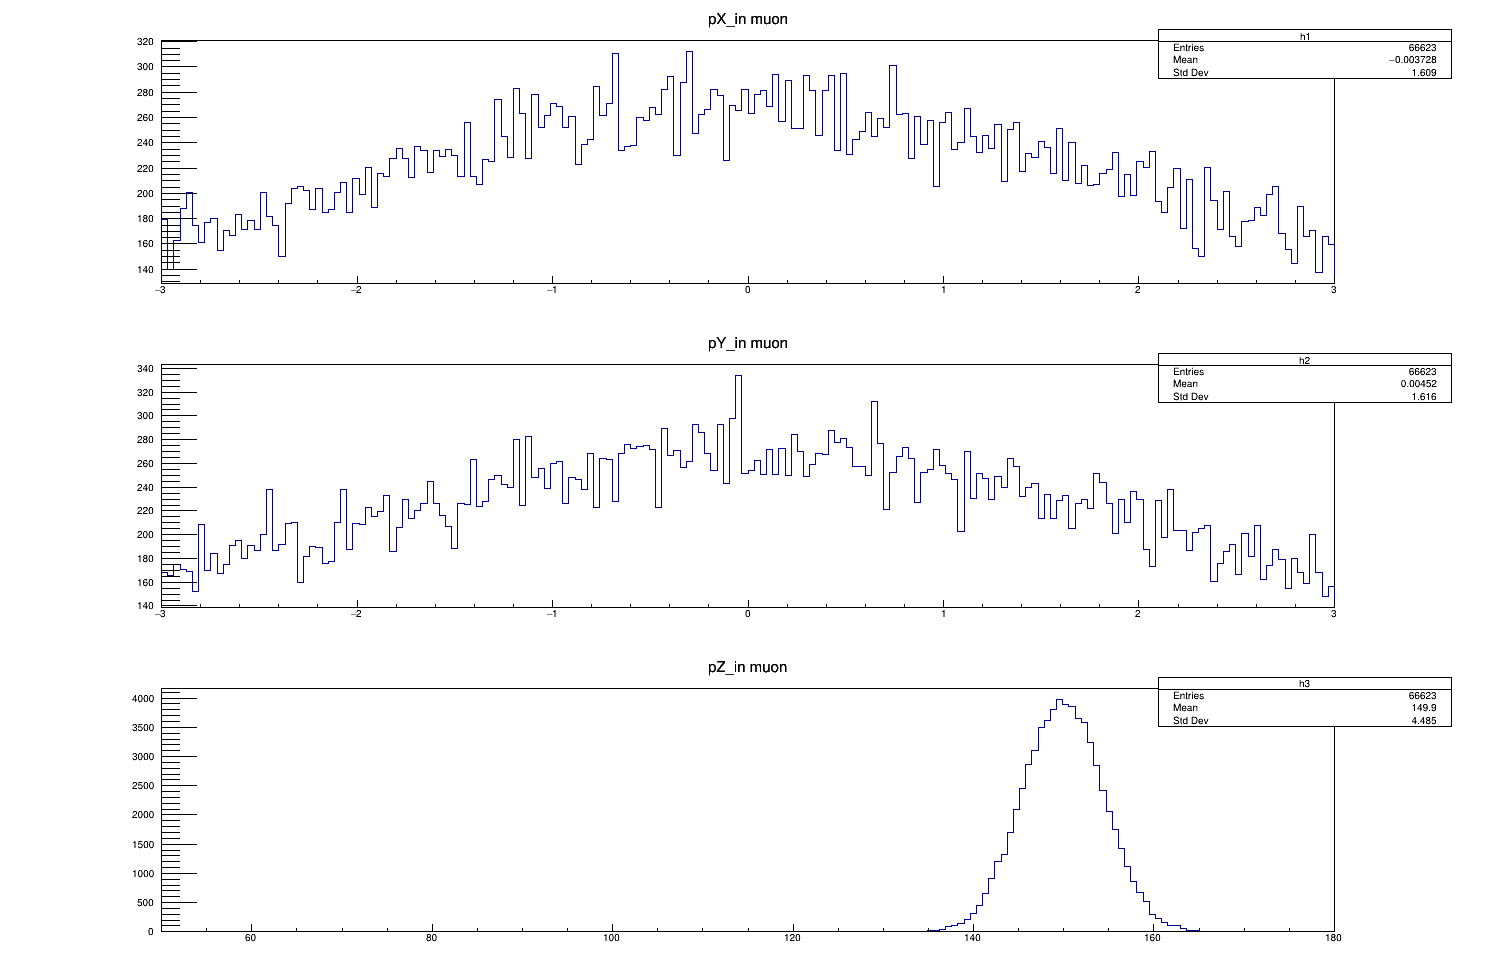 pX_in muon
h1
Entries 66623
Mean −0.003728
Std Dev 1.609
320
300
280
260
240
220
200
180
160
140
−3 −2 −1 0 1 2 3
pY_in muon
h2
Entries 66623
Mean 0.00452
Std Dev 1.616
340
320
300
280
260
240
220
200
180
160
140
−3 −2 −1 0 1 2 3
pZ_in muon
h3
Entries 66623
Mean 149.9
Std Dev 4.485
4000
3500
3000
2500
2000
1500
1000
500
0
60 80 100 120 140 160 180